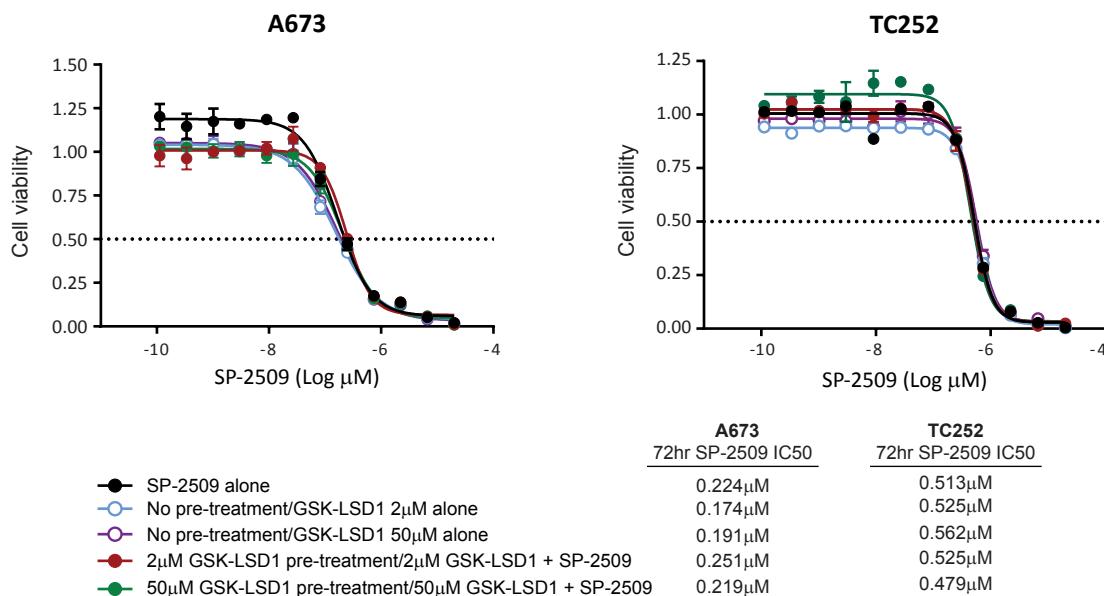 A673
1.50
1.25
1.00
0.75
0.50
0.25
0.00
Cell viability
-10
-8
-6
-4
SP-2509 (Log μM)
TC252
1.25
1.00
0.75
0.50
0.25
0.00
Cell viability
-10
-8
-6
-4
SP-2509 (Log μM)
A673 TC252
72hr SP-2509 IC50 72hr SP-2509 IC50
SP-2509 alone 0.224μM 0.513μM
No pre-treatment/GSK-LSD1 2μM alone 0.174μM 0.525μM
No pre-treatment/GSK-LSD1 50μM alone 0.191μM 0.562μM
2μM GSK-LSD1 pre-treatment/2μM GSK-LSD1 + SP-2509 0.251μM 0.525μM
50μM GSK-LSD1 pre-treatment/50μM GSK-LSD1 + SP-2509 0.219μM 0.479μM